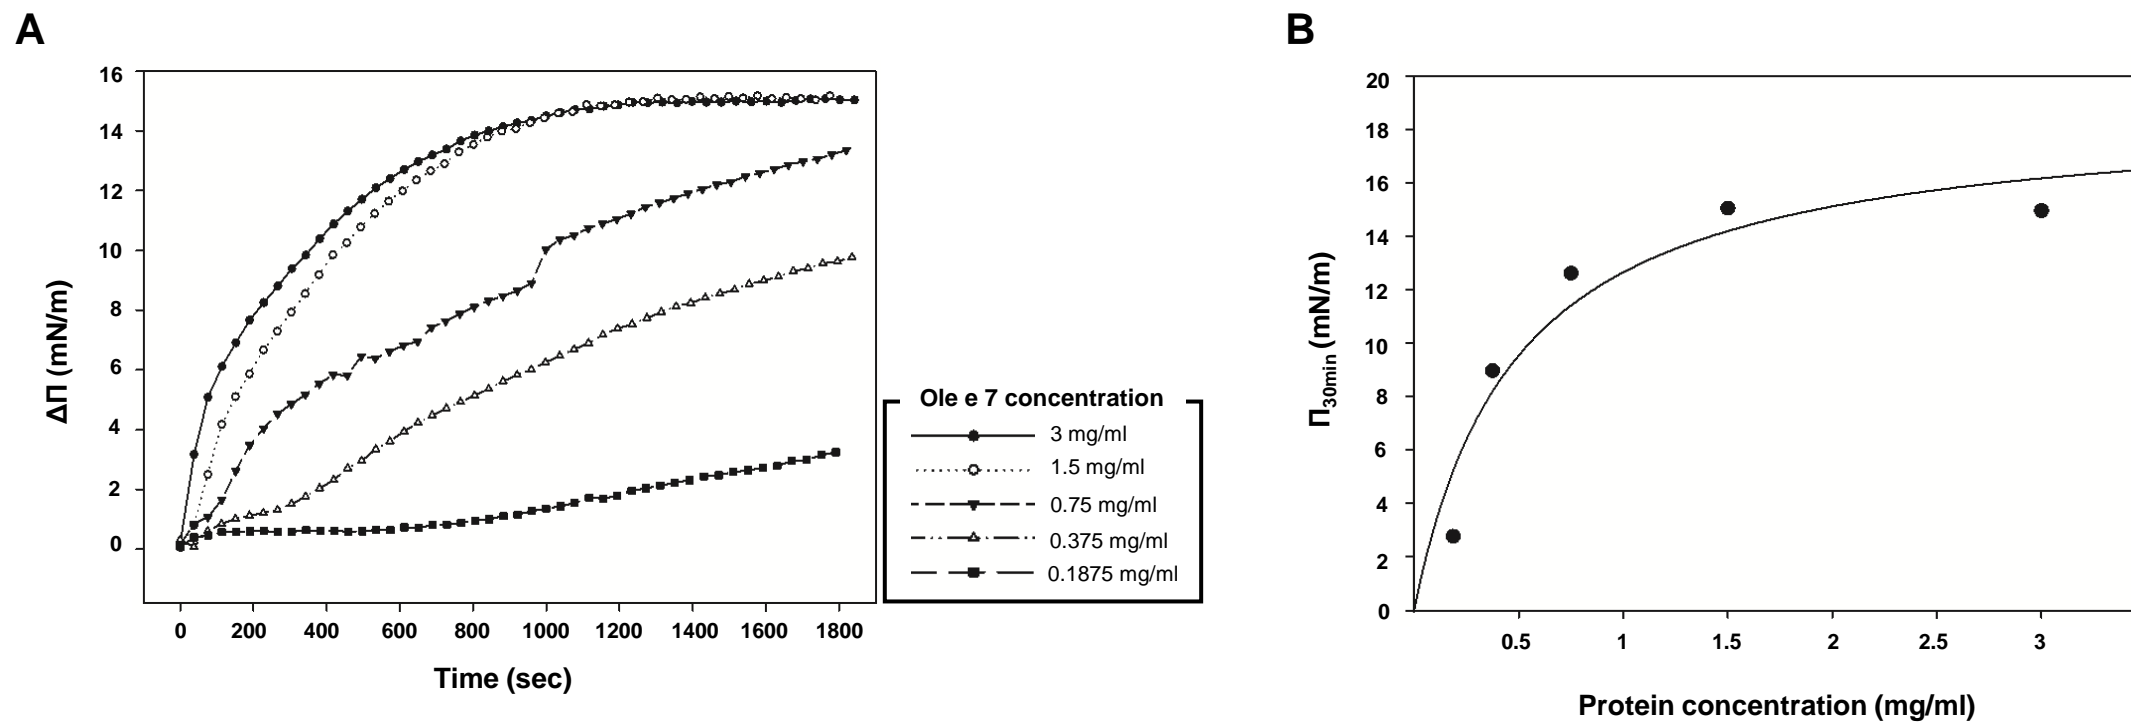 A
16
14
12
10
8
6
4
2
0
ΔΠ (mN/m)
0 200 400 600 800 1000 1200 1400 1600 1800
Time (sec)
Ole e 7 concentration
3 mg/ml
1.5 mg/ml
0.75 mg/ml
0.375 mg/ml
0.1875 mg/ml
B
20
18
16
14
12
10
8
6
4
2
0
Π30min (mN/m)
0.5 1 1.5 2 2.5 3
Protein concentration (mg/ml)